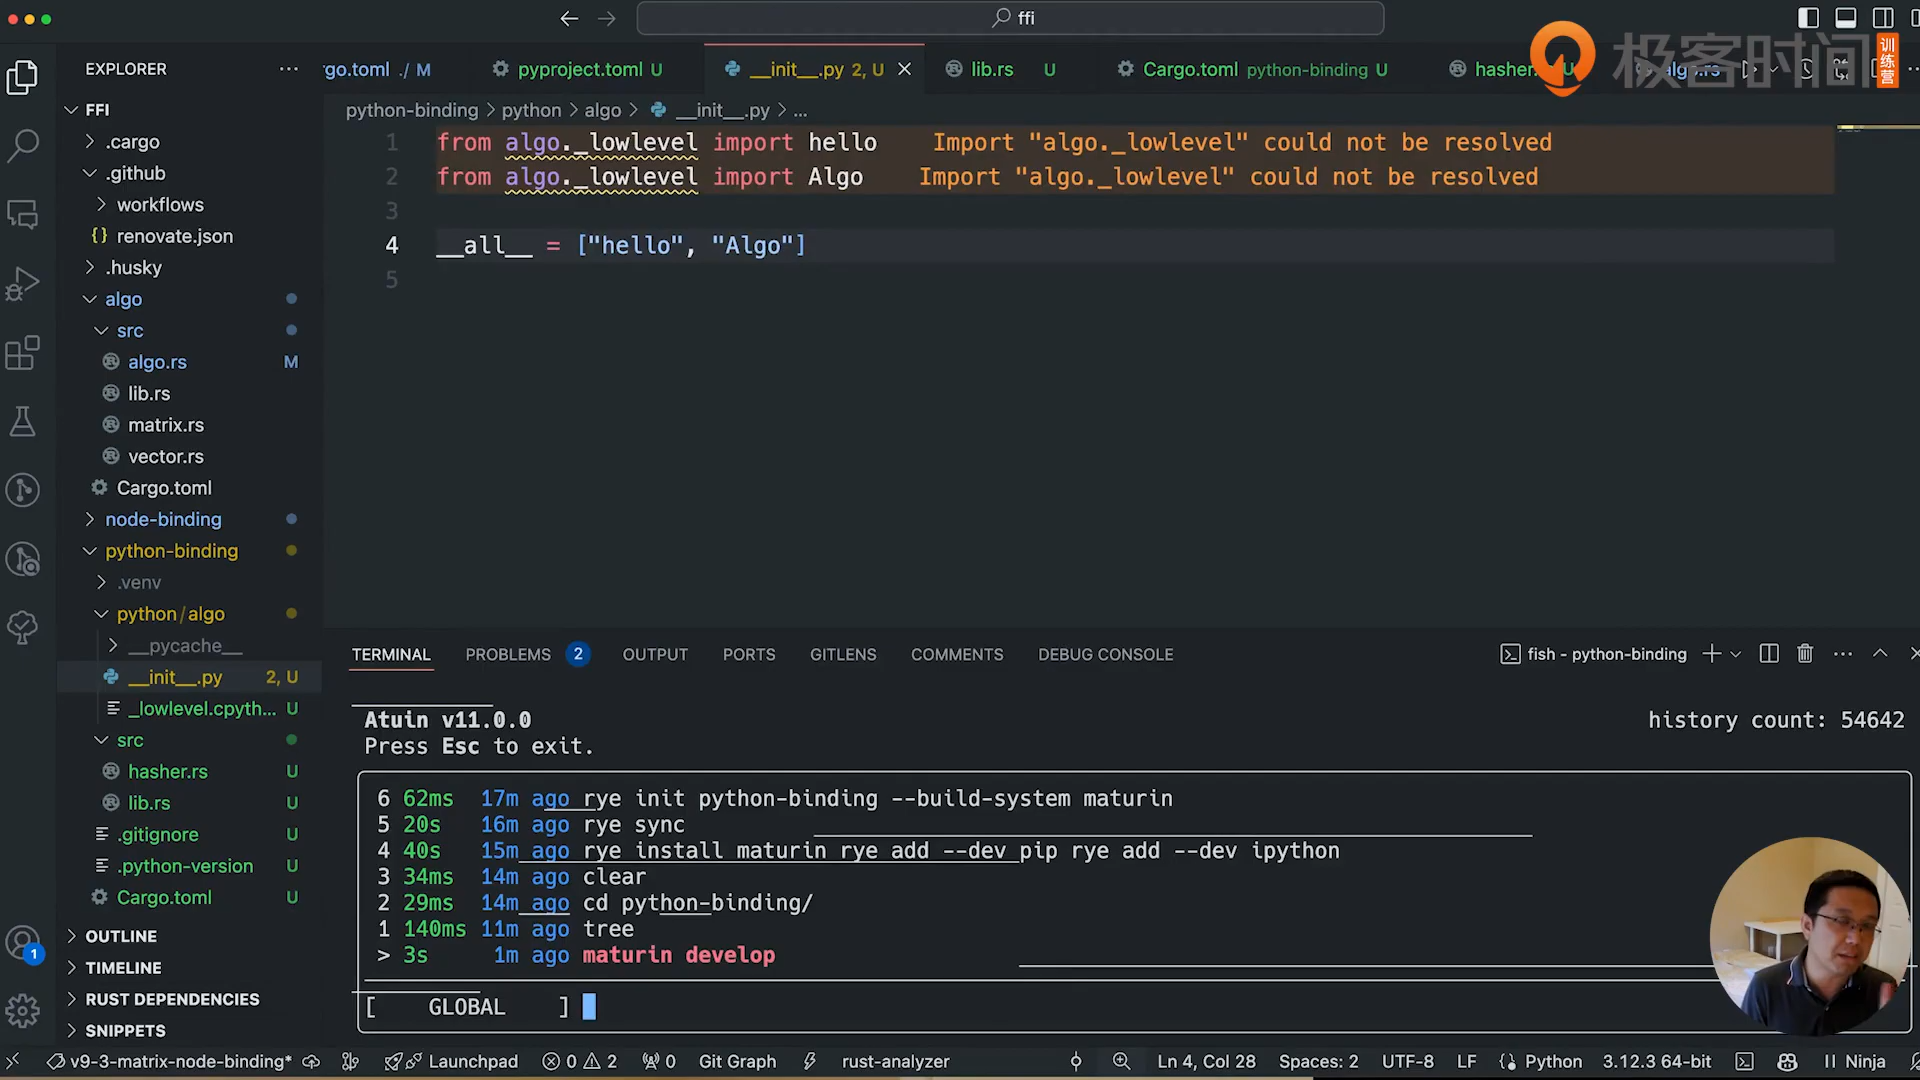 ffi
极客时间 训练营
EXPLORER
rgo.toml ./ M
pyproject.toml U
__init__.py 2, U
lib.rs U
Cargo.toml python-binding U
hasher.
algo.rs
python-binding > python > algo > __init__.py > ...
FFI
.cargo
.github
workflows
renovate.json
.husky
algo
src
algo.rs M
lib.rs
matrix.rs
vector.rs
Cargo.toml
node-binding
python-binding
.venv
python/algo
__pycache__
__init__.py 2, U
_lowlevel.cpyth... U
src
hasher.rs U
lib.rs U
.gitignore U
.python-version U
Cargo.toml U
OUTLINE
TIMELINE
RUST DEPENDENCIES
SNIPPETS
1 from algo._lowlevel import hello Import "algo._lowlevel" could not be resolved
2 from algo._lowlevel import Algo Import "algo._lowlevel" could not be resolved
3
4 __all__ = ["hello", "Algo"]
5
TERMINAL PROBLEMS 2 OUTPUT PORTS GITLENS COMMENTS DEBUG CONSOLE
fish - python-binding
Atuin v11.0.0 history count: 54642
Press Esc to exit.
6 62ms 17m ago rye init python-binding --build-system maturin
5 20s 16m ago rye sync
4 40s 15m ago rye install maturin rye add --dev pip rye add --dev ipython
3 34ms 14m ago clear
2 29ms 14m ago cd python-binding/
1 140ms 11m ago tree
> 3s 1m ago maturin develop
[ GLOBAL ]
1
v9-3-matrix-node-binding* Launchpad 0 2 0 Git Graph rust-analyzer Ln 4, Col 28 Spaces: 2 UTF-8 LF Python 3.12.3 64-bit Ninja